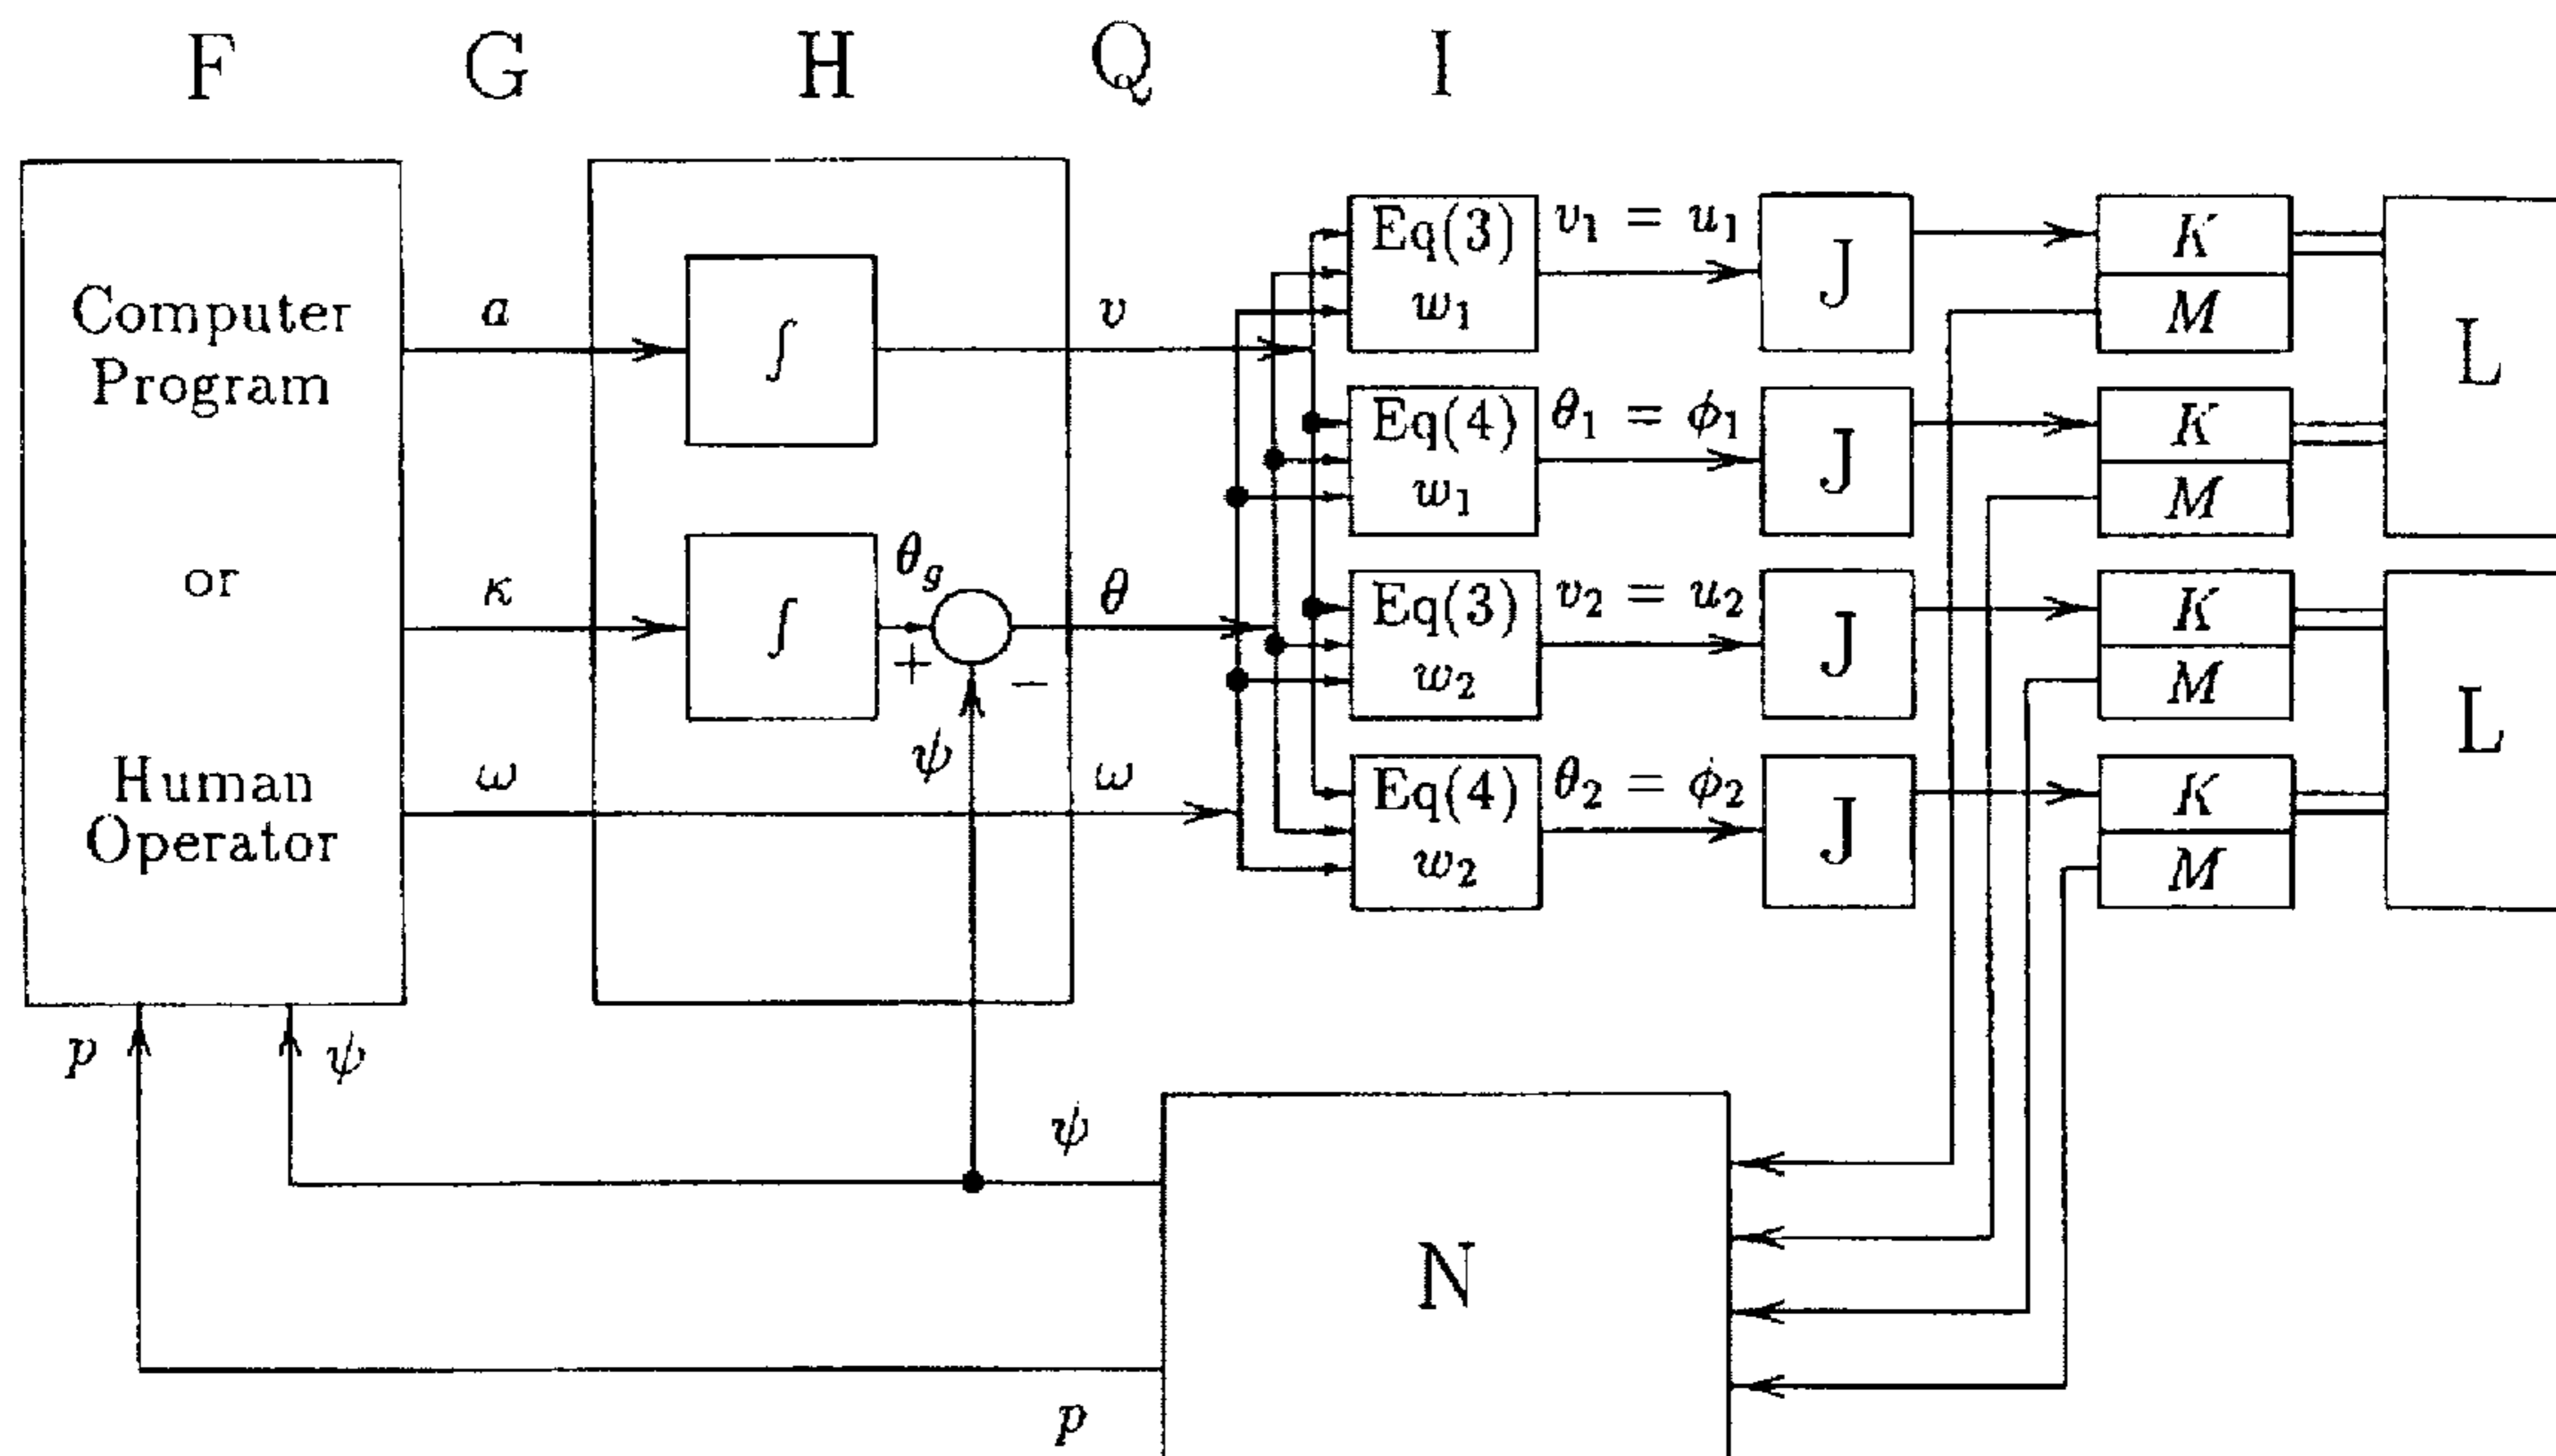 F G H Q I
Computer
Program
or
Human
Operator
a
κ
ω
∫
∫
θg
+
−
ψ
v
θ
ω
Eq(3)
w1
v1 = u1
J
K
M
L
Eq(4)
w1
θ1 = ϕ1
J
K
M
Eq(3)
w2
v2 = u2
J
K
M
L
Eq(4)
w2
θ2 = ϕ2
J
K
M
p
ψ
ψ
N
p